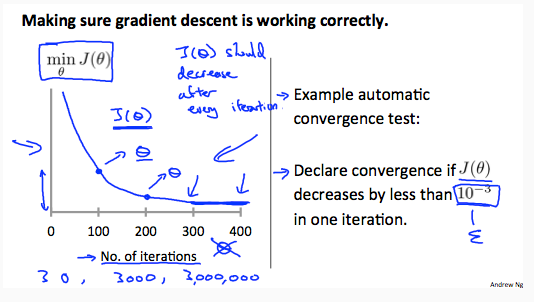 Making sure gradient descent is working correctly.
min J(θ)
θ
J(θ) should
decrease
after
every iteration.
J(θ)
θ
θ
→ Example automatic
convergence test:
→ Declare convergence if J(θ)
decreases by less than 10⁻³
in one iteration.
ε
0 100 200 300 400
→ No. of iterations
30, 3000, 3,000,000
Andrew Ng